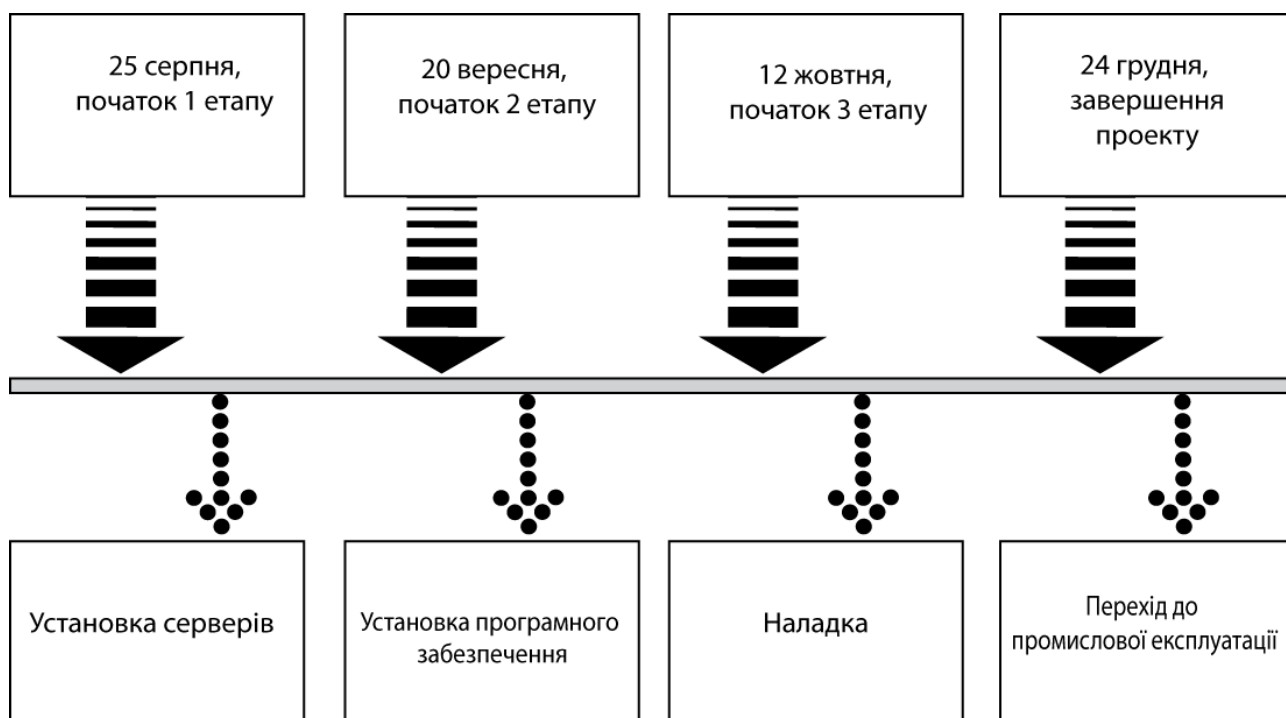 25 серпня,
початок 1 етапу
20 вересня,
початок 2 етапу
12 жовтня,
початок 3 етапу
24 грудня,
завершення
проекту
Установка серверів
Установка програмного
забезпечення
Наладка
Перехід до
промислової експлуатації